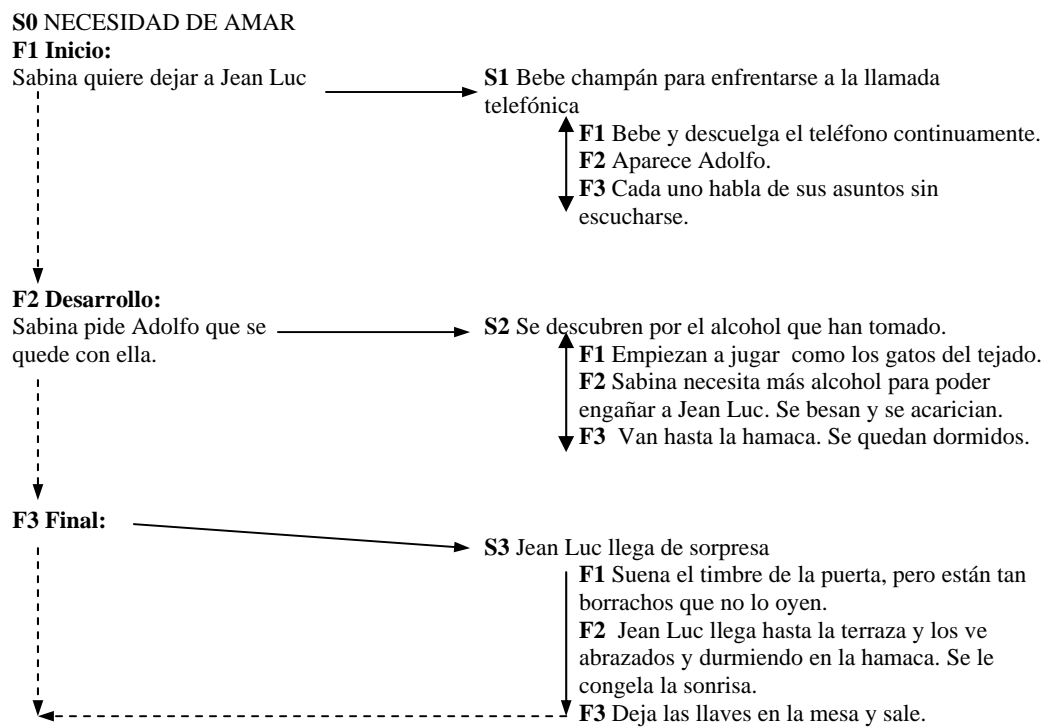 S0 NECESIDAD DE AMAR
F1 Inicio:
Sabina quiere dejar a Jean Luc
S1 Bebe champán para enfrentarse a la llamada
telefónica
F1 Bebe y descuelga el teléfono continuamente.
F2 Aparece Adolfo.
F3 Cada uno habla de sus asuntos sin
escucharse.
F2 Desarrollo:
Sabina pide Adolfo que se
quede con ella.
S2 Se descubren por el alcohol que han tomado.
F1 Empiezan a jugar como los gatos del tejado.
F2 Sabina necesita más alcohol para poder
engañar a Jean Luc. Se besan y se acarician.
F3 Van hasta la hamaca. Se quedan dormidos.
F3 Final:
S3 Jean Luc llega de sorpresa
F1 Suena el timbre de la puerta, pero están tan
borrachos que no lo oyen.
F2 Jean Luc llega hasta la terraza y los ve
abrazados y durmiendo en la hamaca. Se le
congela la sonrisa.
F3 Deja las llaves en la mesa y sale.